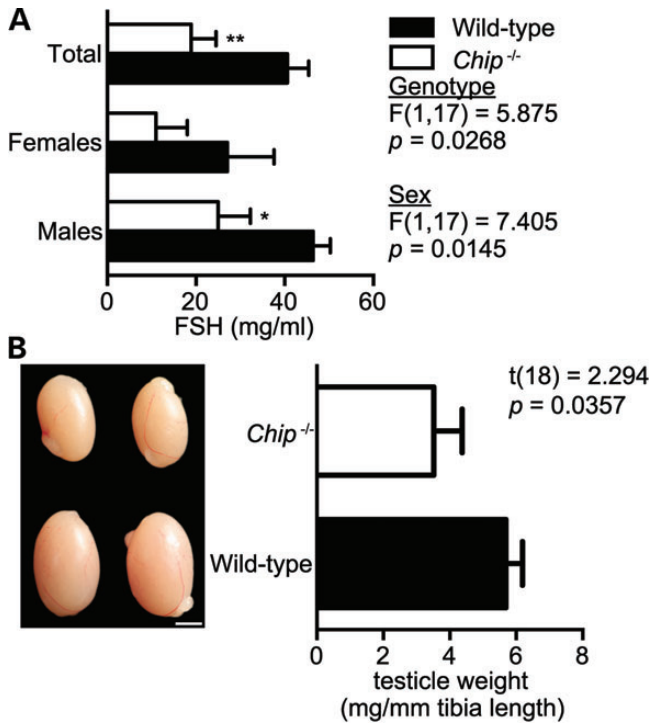 A
Total
Females
Males
**
*
0 20 40 60
FSH (mg/ml)
Wild-type
Chip -/-
Genotype
F(1,17) = 5.875
p = 0.0268
Sex
F(1,17) = 7.405
p = 0.0145
B
Chip -/-
Wild-type
t(18) = 2.294
p = 0.0357
0 2 4 6 8
testicle weight
(mg/mm tibia length)